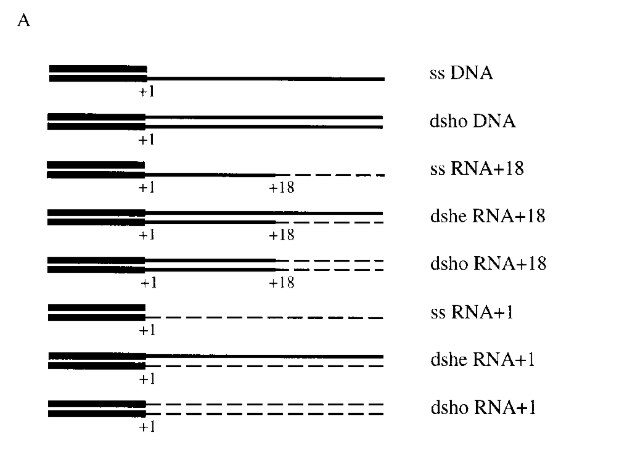 A
ss DNA
+1
dsho DNA
+1
ss RNA+18
+1 +18
dshe RNA+18
+1 +18
dsho RNA+18
+1 +18
ss RNA+1
+1
dshe RNA+1
+1
dsho RNA+1
+1